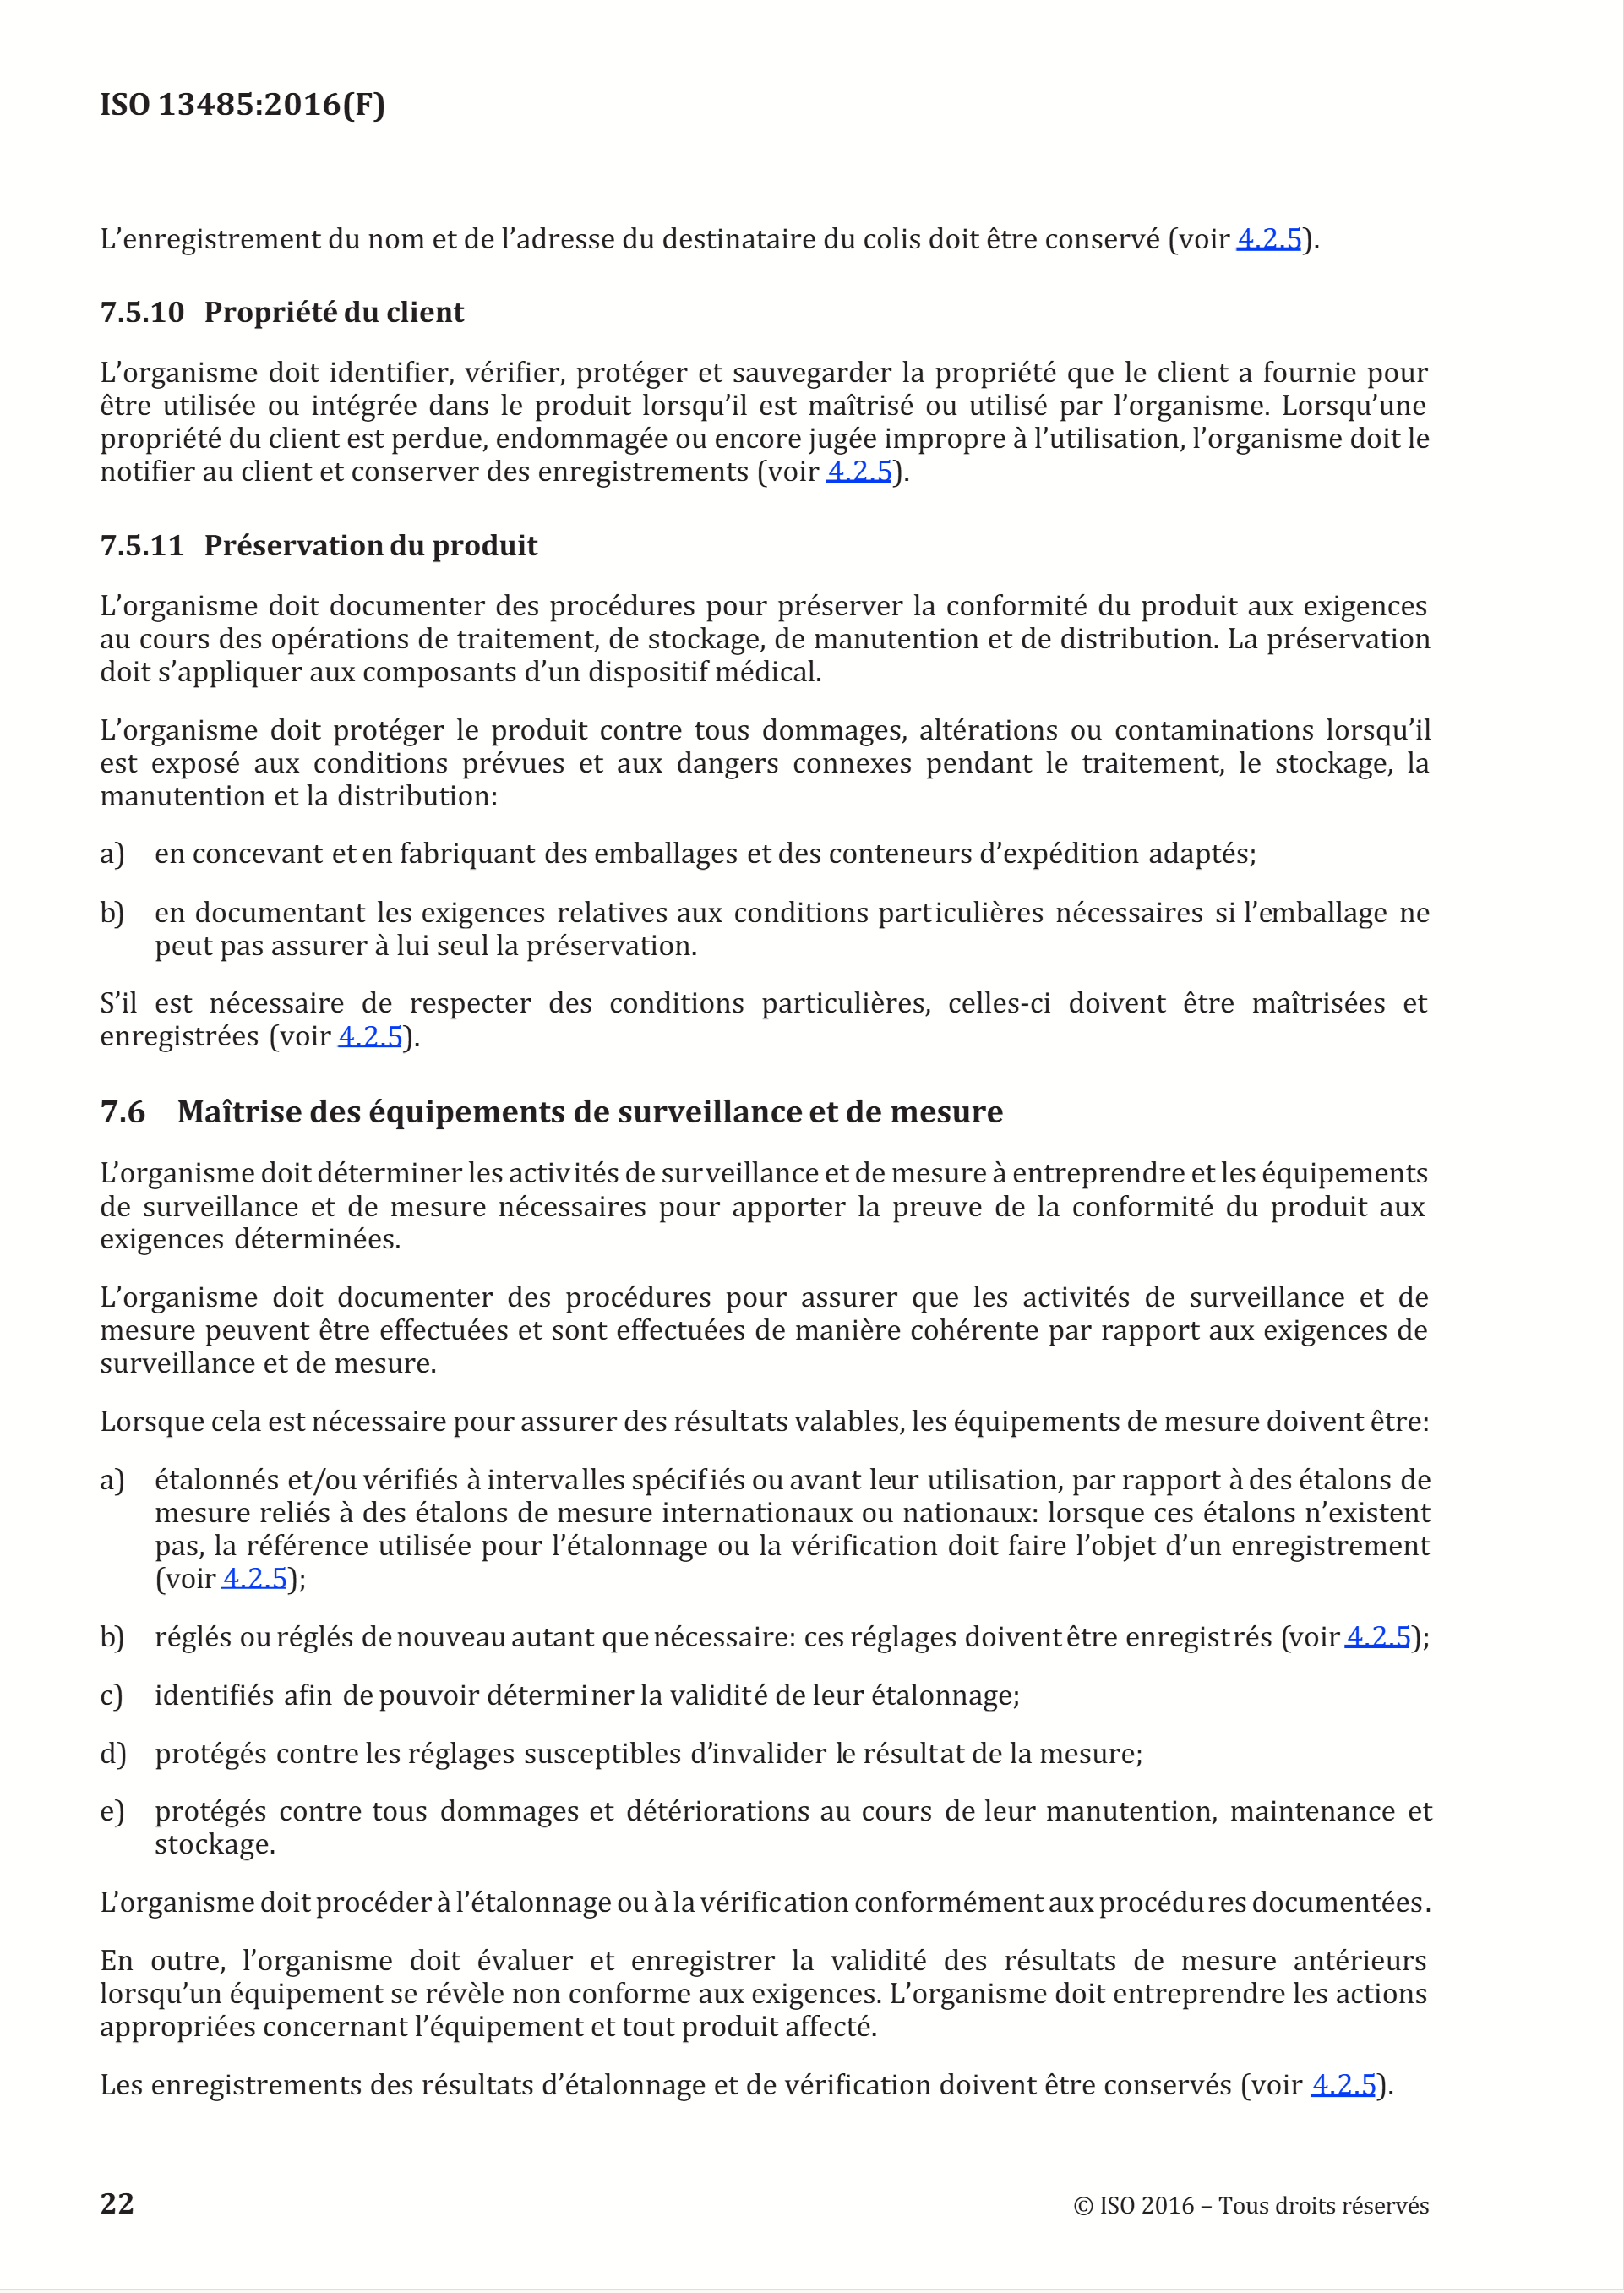 ISO 13485:2016(F)
L’enregistrement du nom et de l’adresse du destinataire du colis doit être conservé (voir 4.2.5).
7.5.10 Propriété du client
L’organisme doit identifier, vérifier, protéger et sauvegarder la propriété que le client a fournie pour
être utilisée ou intégrée dans le produit lorsqu’il est maîtrisé ou utilisé par l’organisme. Lorsqu’une
propriété du client est perdue, endommagée ou encore jugée impropre à l’utilisation, l’organisme doit le
notifier au client et conserver des enregistrements (voir 4.2.5).
7.5.11 Préservation du produit
L’organisme doit documenter des procédures pour préserver la conformité du produit aux exigences
au cours des opérations de traitement, de stockage, de manutention et de distribution. La préservation
doit s’appliquer aux composants d’un dispositif médical.
L’organisme doit protéger le produit contre tous dommages, altérations ou contaminations lorsqu’il
est exposé aux conditions prévues et aux dangers connexes pendant le traitement, le stockage, la
manutention et la distribution:
a) en concevant et en fabriquant des emballages et des conteneurs d’expédition adaptés;
b) en documentant les exigences relatives aux conditions particulières nécessaires si l’emballage ne
peut pas assurer à lui seul la préservation.
S’il est nécessaire de respecter des conditions particulières, celles-ci doivent être maîtrisées et
enregistrées (voir 4.2.5).
7.6 Maîtrise des équipements de surveillance et de mesure
L’organisme doit déterminer les activités de surveillance et de mesure à entreprendre et les équipements
de surveillance et de mesure nécessaires pour apporter la preuve de la conformité du produit aux
exigences déterminées.
L’organisme doit documenter des procédures pour assurer que les activités de surveillance et de
mesure peuvent être effectuées et sont effectuées de manière cohérente par rapport aux exigences de
surveillance et de mesure.
Lorsque cela est nécessaire pour assurer des résultats valables, les équipements de mesure doivent être:
a) étalonnés et/ou vérifiés à intervalles spécifiés ou avant leur utilisation, par rapport à des étalons de
mesure reliés à des étalons de mesure internationaux ou nationaux: lorsque ces étalons n’existent
pas, la référence utilisée pour l’étalonnage ou la vérification doit faire l’objet d’un enregistrement
(voir 4.2.5);
b) réglés ou réglés de nouveau autant que nécessaire: ces réglages doivent être enregistrés (voir 4.2.5);
c) identifiés afin de pouvoir déterminer la validité de leur étalonnage;
d) protégés contre les réglages susceptibles d’invalider le résultat de la mesure;
e) protégés contre tous dommages et détériorations au cours de leur manutention, maintenance et
stockage.
L’organisme doit procéder à l’étalonnage ou à la vérification conformément aux procédures documentées.
En outre, l’organisme doit évaluer et enregistrer la validité des résultats de mesure antérieurs
lorsqu’un équipement se révèle non conforme aux exigences. L’organisme doit entreprendre les actions
appropriées concernant l’équipement et tout produit affecté.
Les enregistrements des résultats d’étalonnage et de vérification doivent être conservés (voir 4.2.5).
22
© ISO 2016 – Tous droits réservés